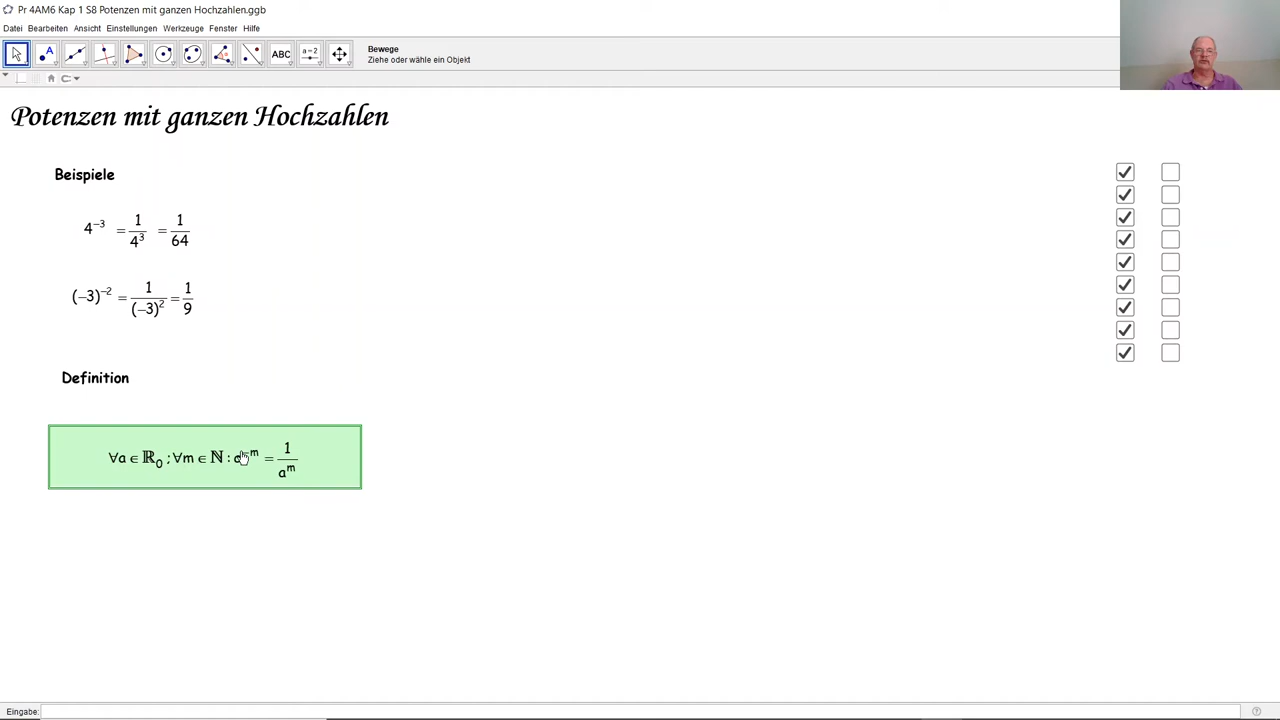 Pr 4AM6 Kap 1 S8 Potenzen mit ganzen Hochzahlen.ggb
Datei Bearbeiten Ansicht Einstellungen Werkzeuge Fenster Hilfe
ABC a=2 Bewege
Ziehe oder wähle ein Objekt
Potenzen mit ganzen Hochzahlen
Beispiele
4⁻³ = 1/4³ = 1/64
(−3)⁻² = 1/(−3)² = 1/9
Definition
∀a ∈ ℝ₀ ; ∀m ∈ ℕ : a⁻ᵐ = 1/aᵐ
Eingabe: